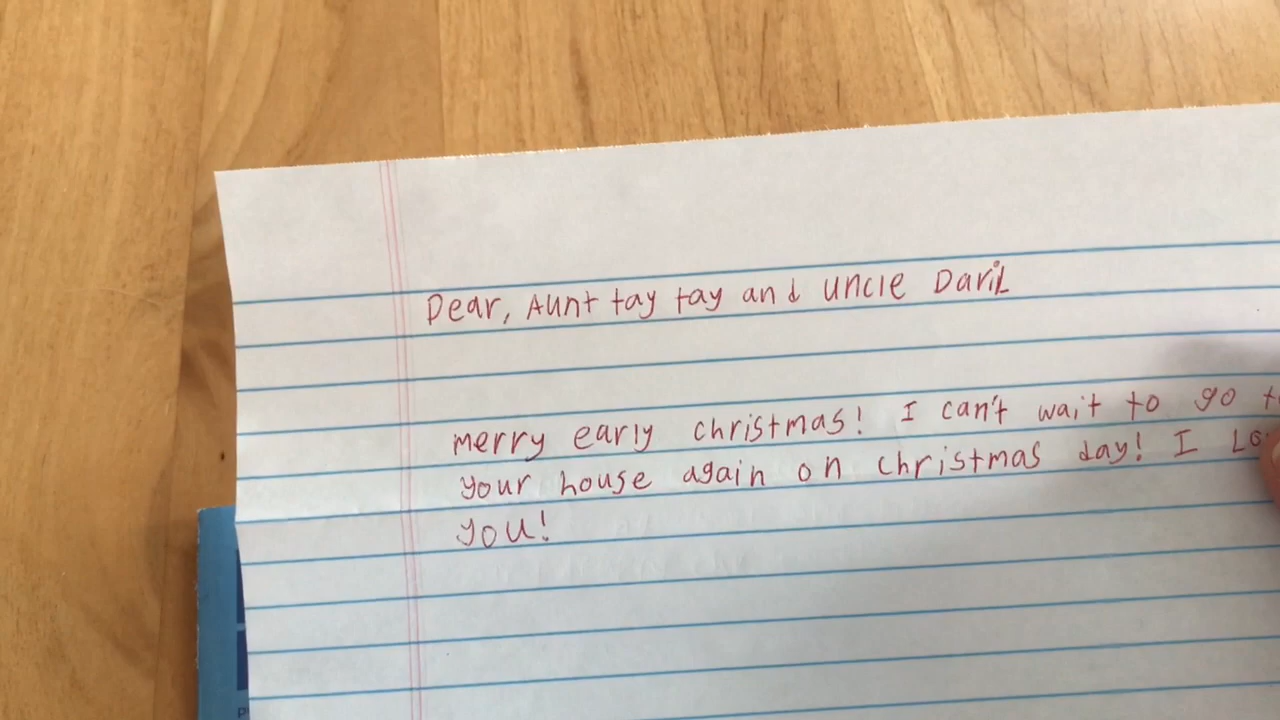 Dear, Aunt tay tay and uncle Daril
merry early christmas! I can't wait to go
your house again on christmas day! I
you!